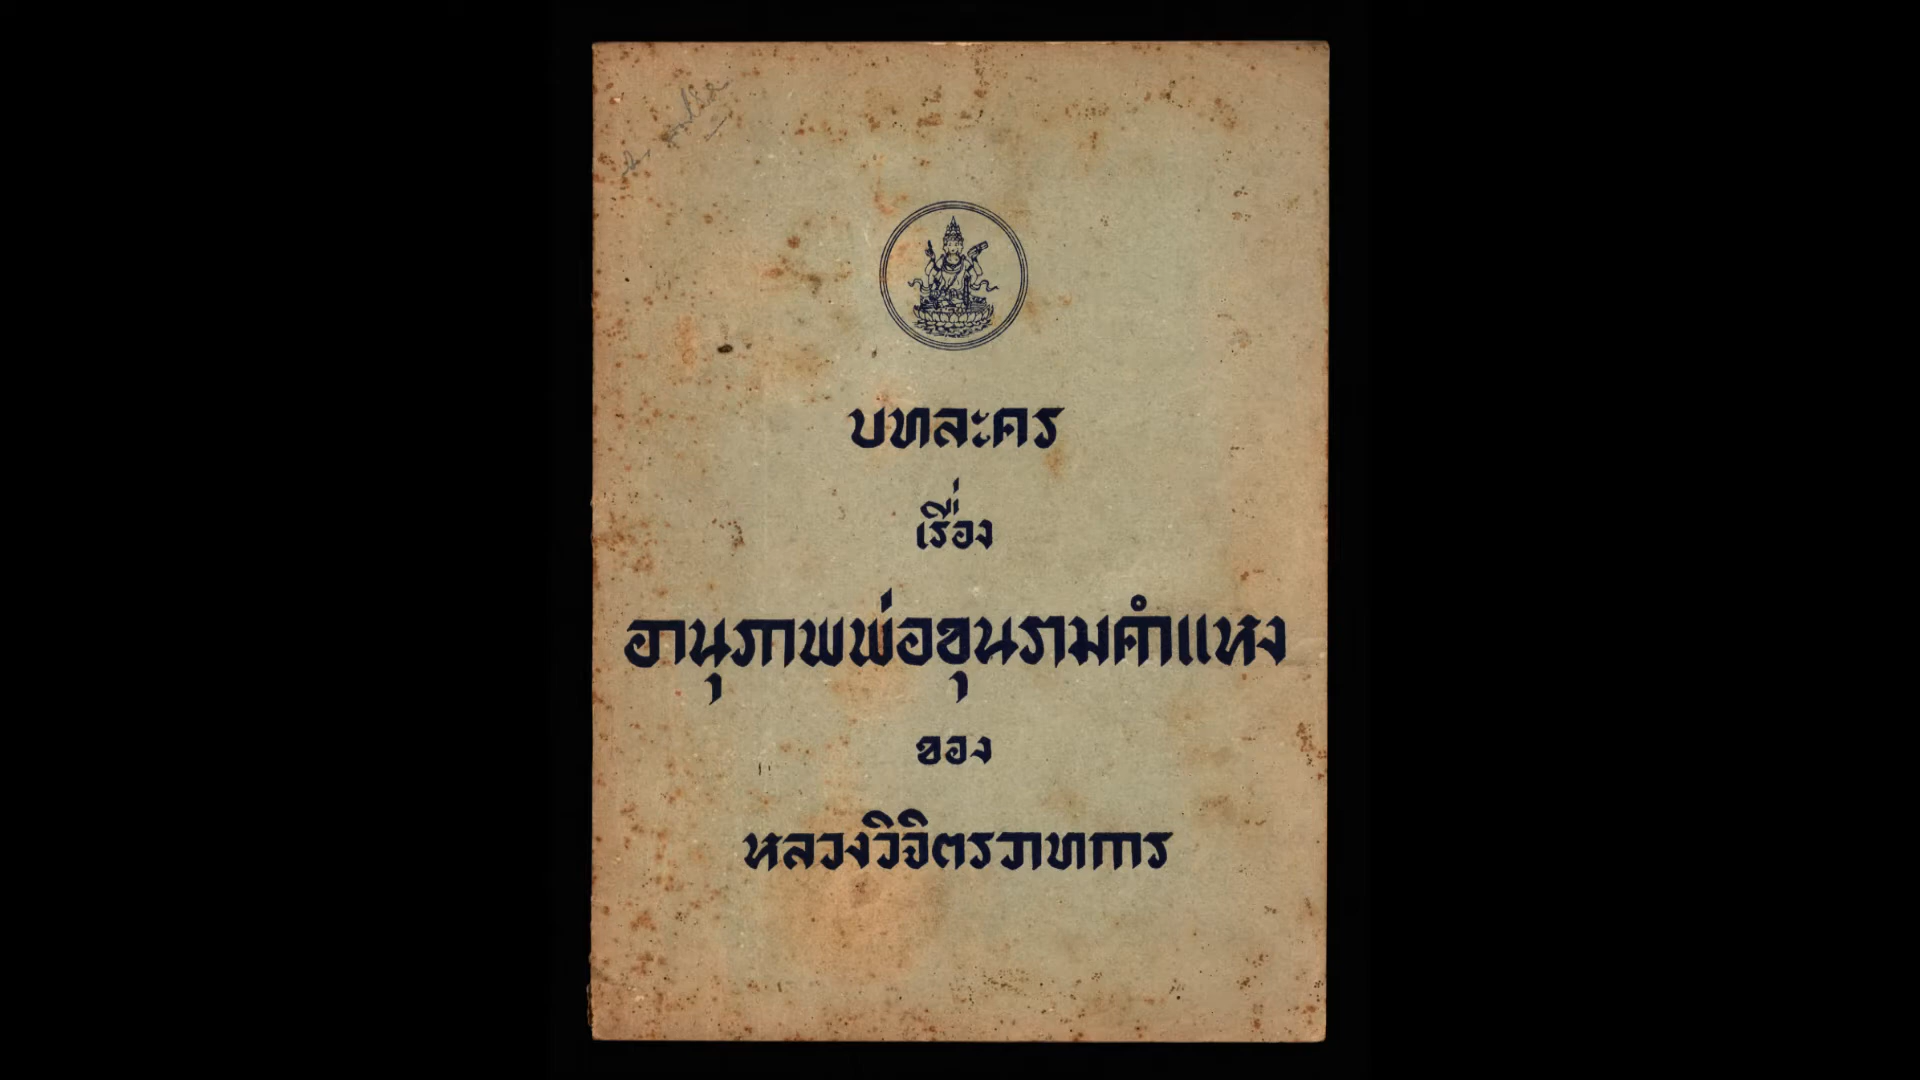 บทละคร
เรื่อง
อานุภาพพ่อขุนรามคำแหง
ของ
หลวงวิจิตรวาทการ